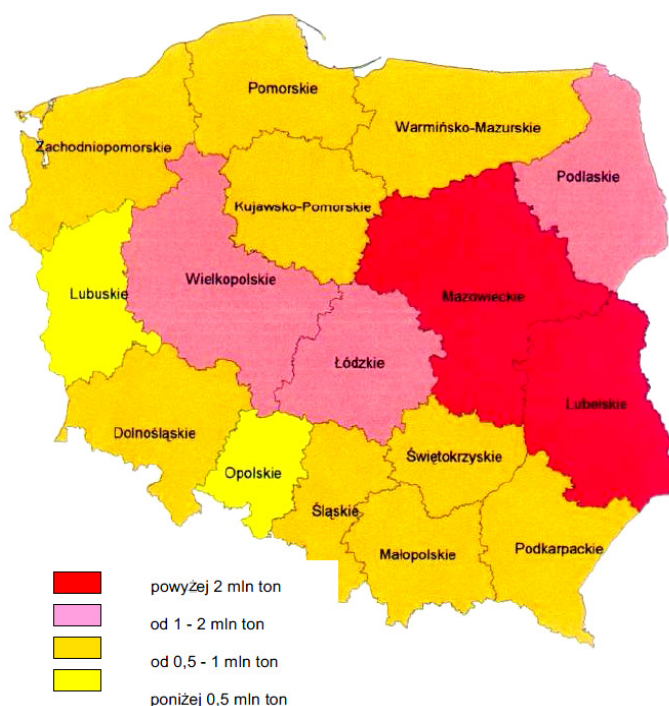 Pomorskie
Warmińsko-Mazurskie
Zachodniopomorskie
Podlaskie
Kujawsko-Pomorskie
Wielkopolskie
Lubuskie
Mazowieckie
Łódzkie
Lubelskie
Dolnośląskie
Świętokrzyskie
Opolskie
Śląskie
Małopolskie
Podkarpackie
powyżej 2 mln ton
od 1 - 2 mln ton
od 0,5 - 1 mln ton
poniżej 0,5 mln ton